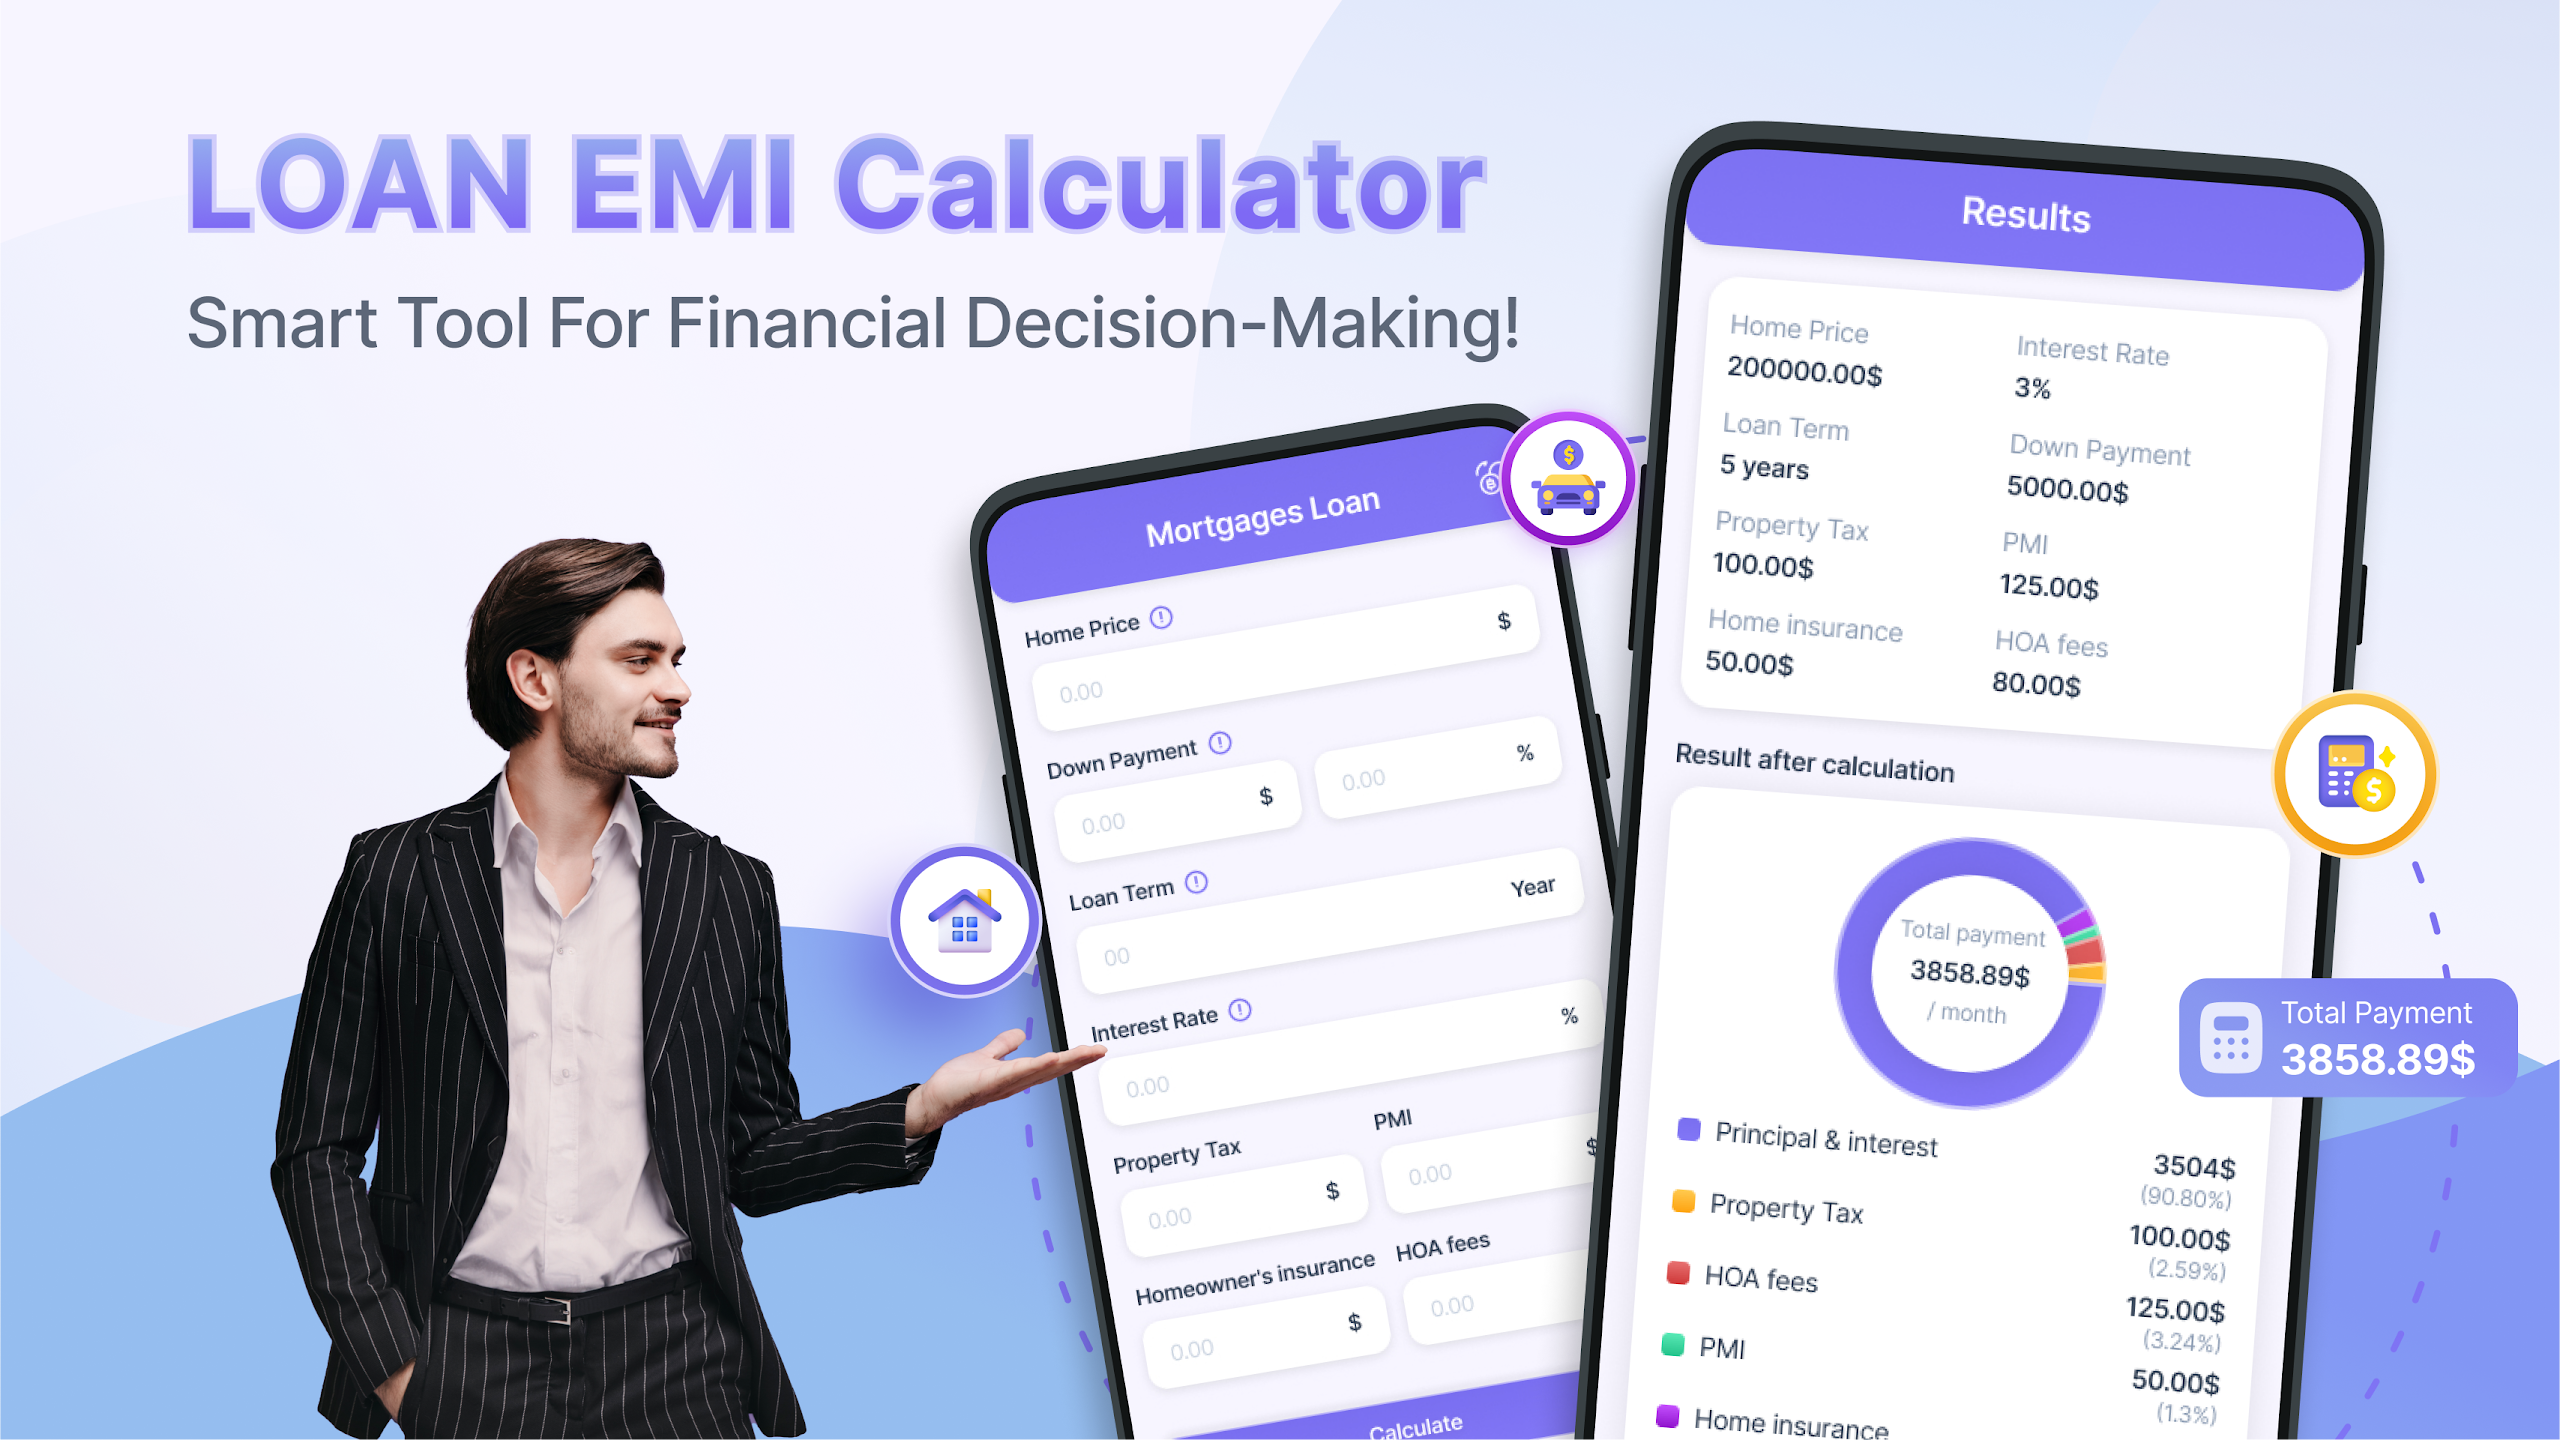 LOAN EMI Calculator
Smart Tool For Financial Decision-Making!
Mortgages Loan
Home Price
0.00 $
Down Payment
0.00 $ 0.00 %
Loan Term
00 Year
Interest Rate
0.00 %
Property Tax PMI
0.00 $ 0.00 $
Homeowner's insurance HOA fees
0.00 $ 0.00
Calculate
Results
Home Price Interest Rate
200000.00$ 3%
Loan Term Down Payment
5 years 5000.00$
Property Tax PMI
100.00$ 125.00$
Home insurance HOA fees
50.00$ 80.00$
Result after calculation
Total payment
3858.89$
/ month
Total Payment
3858.89$
Principal & interest 3504$
(90.80%)
Property Tax 100.00$
(2.59%)
HOA fees 125.00$
(3.24%)
PMI 50.00$
(1.3%)
Home insurance